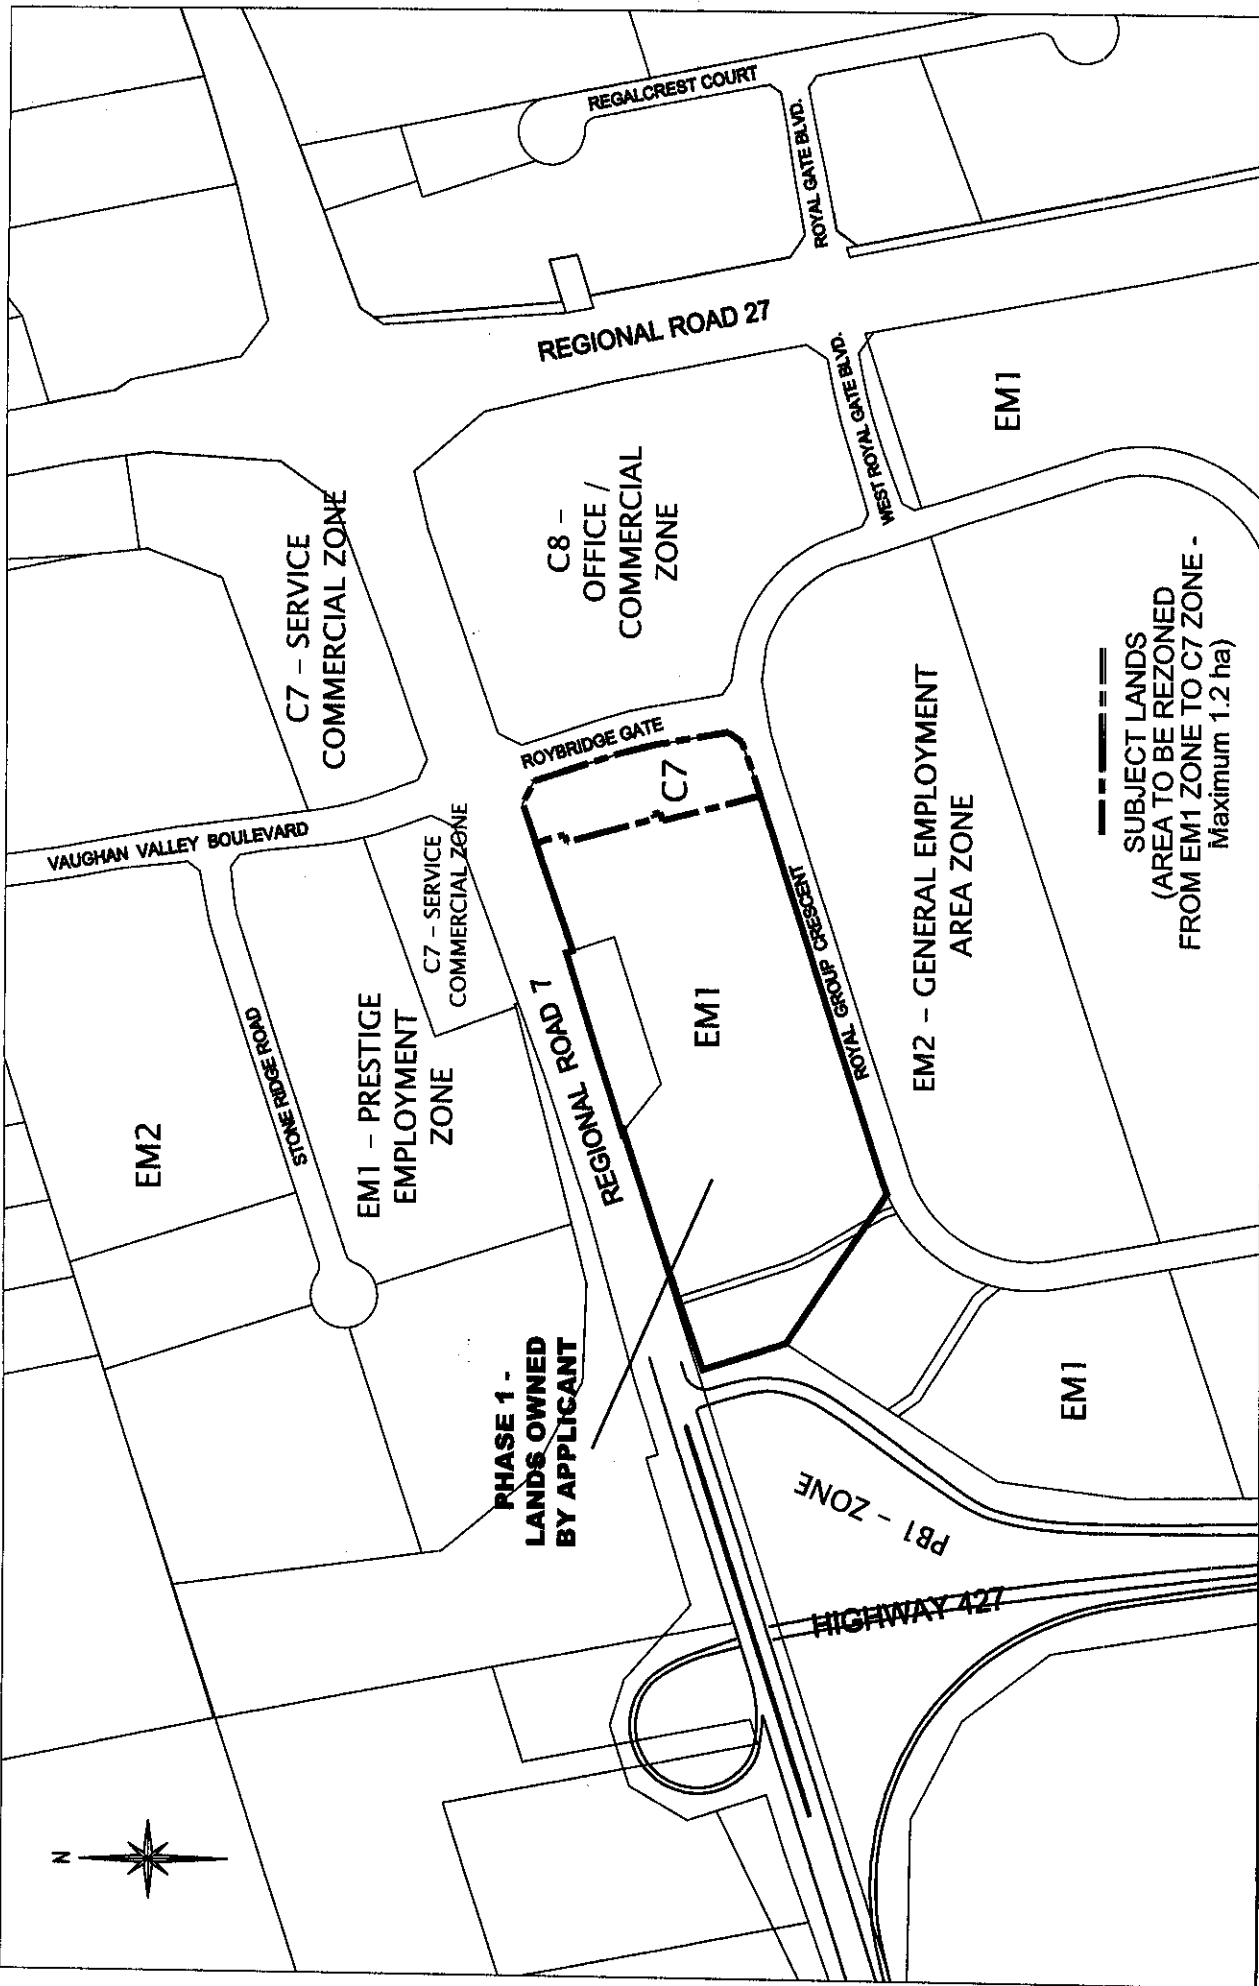 N
VAUGHAN VALLEY BOULEVARD
STONE RIDGE ROAD
EM2
EM1 – PRESTIGE
EMPLOYMENT
ZONE
C7 – SERVICE
COMMERCIAL ZONE
C7 – SERVICE
COMMERCIAL ZONE
REGALCREST COURT
ROYAL GATE BLVD.
REGIONAL ROAD 27
C8 –
OFFICE /
COMMERCIAL
ZONE
WEST ROYAL GATE BLVD.
EM1
ROYBRIDGE GATE
C7
REGIONAL ROAD 7
EM1
ROYAL GROUP CRESCENT
PHASE 1 -
LANDS OWNED
BY APPLICANT
EM2 – GENERAL EMPLOYMENT
AREA ZONE
PB1 – ZONE
HIGHWAY 427
EM1
SUBJECT LANDS
(AREA TO BE REZONED
FROM EM1 ZONE TO C7 ZONE -
Maximum 1.2 ha)